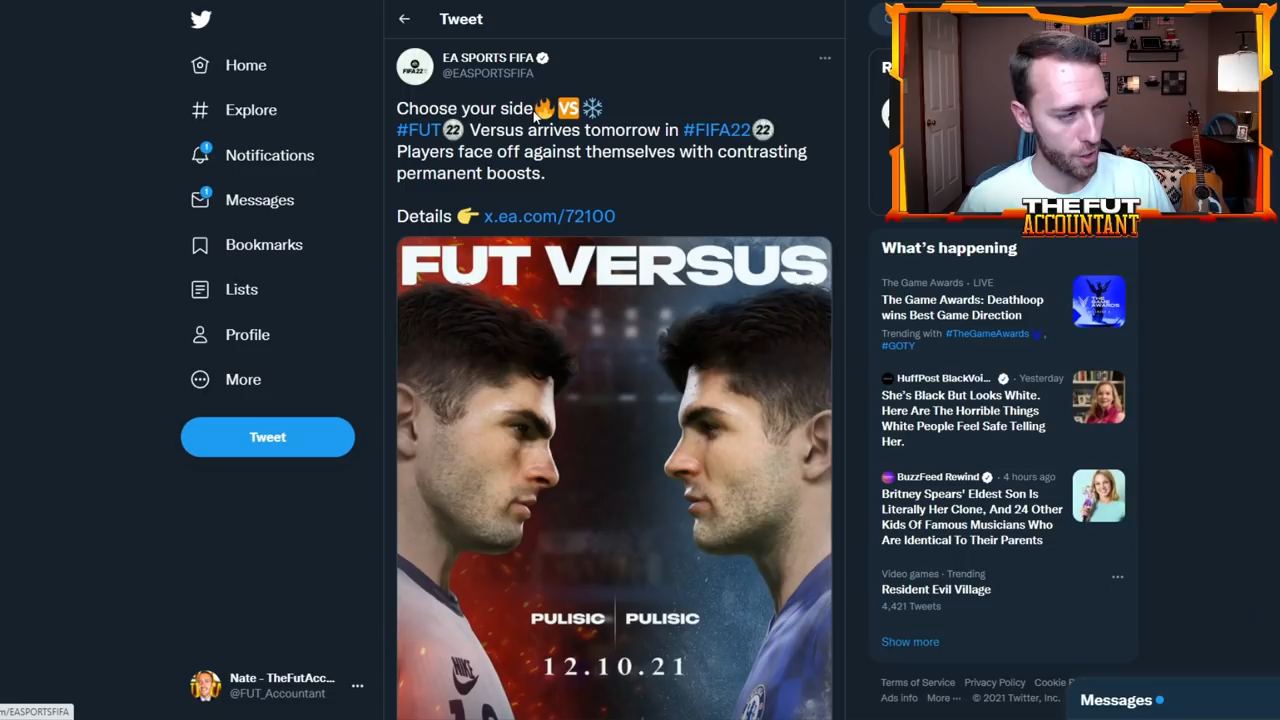 Tweet
EA SPORTS FIFA
@EASPORTSFIFA
Choose your side🔥🆚❄️
#FUT22 Versus arrives tomorrow in #FIFA22
Players face off against themselves with contrasting
permanent boosts.
Details 👉 x.ea.com/72100
FUT VERSUS
PULISIC | PULISIC
12.10.21
NIKE
FIFA22
Home
Explore
1
Notifications
1
Messages
Bookmarks
Lists
Profile
More
Tweet
Nate - TheFutAcc...
@FUT_Accountant
m/EASPORTSFIFA
THE FUT
ACCOUNTANT
What's happening
The Game Awards · LIVE
The Game Awards: Deathloop
wins Best Game Direction
Trending with #TheGameAwards ,
#GOTY
HuffPost BlackVoi... · Yesterday
She's Black But Looks White.
Here Are The Horrible Things
White People Feel Safe Telling
Her.
BuzzFeed Rewind · 4 hours ago
Britney Spears' Eldest Son Is
Literally Her Clone, And 24 Other
Kids Of Famous Musicians Who
Are Identical To Their Parents
Video games · Trending
Resident Evil Village
4,421 Tweets
Show more
Terms of Service Privacy Policy Cookie P
Ads info More ··· © 2021 Twitter, Inc.
Messages